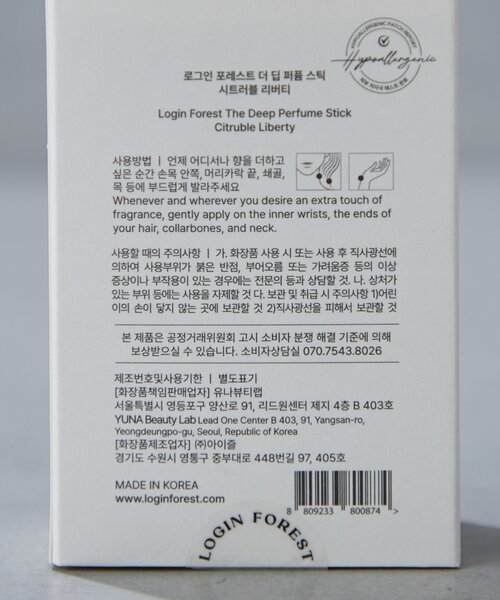 HYPOALLERGENIC PATCH REPORT
Hypoallergenic
피부 저자극 테스트 완료
로그인 포레스트 더 딥 퍼퓸 스틱
시트러블 리버티
Login Forest The Deep Perfume Stick
Citruble Liberty
사용방법 | 언제 어디서나 향을 더하고
싶은 순간 손목 안쪽, 머리카락 끝, 쇄골,
목 등에 부드럽게 발라주세요
Whenever and wherever you desire an extra touch of
fragrance, gently apply on the inner wrists, the ends of
your hair, collarbones, and neck.
사용할 때의 주의사항 | 가. 화장품 사용 시 또는 사용 후 직사광선에
의하여 사용부위가 붉은 반점, 부어오름 또는 가려움증 등의 이상
증상이나 부작용이 있는 경우에는 전문의 등과 상담할 것. 나. 상처가
있는 부위 등에는 사용을 자제할 것 다. 보관 및 취급 시 주의사항 1)어린
이의 손이 닿지 않는 곳에 보관할 것 2)직사광선을 피해서 보관할 것
본 제품은 공정거래위원회 고시 소비자 분쟁 해결 기준에 의해
보상받으실 수 있습니다. 소비자상담실 070.7543.8026
제조번호및사용기한 | 별도표기
[화장품책임판매업자] 유나뷰티랩
서울특별시 영등포구 양산로 91, 리드원센터 제지 4층 B 403호
YUNA Beauty Lab Lead One Center B 403, 91, Yangsan-ro,
Yeongdeungpo-gu, Seoul, Republic of Korea
[화장품제조업자] ㈜아이즐
경기도 수원시 영통구 중부대로 448번길 97, 405호
MADE IN KOREA
www.loginforest.com
8 809233 800874 >
LOGIN FOREST